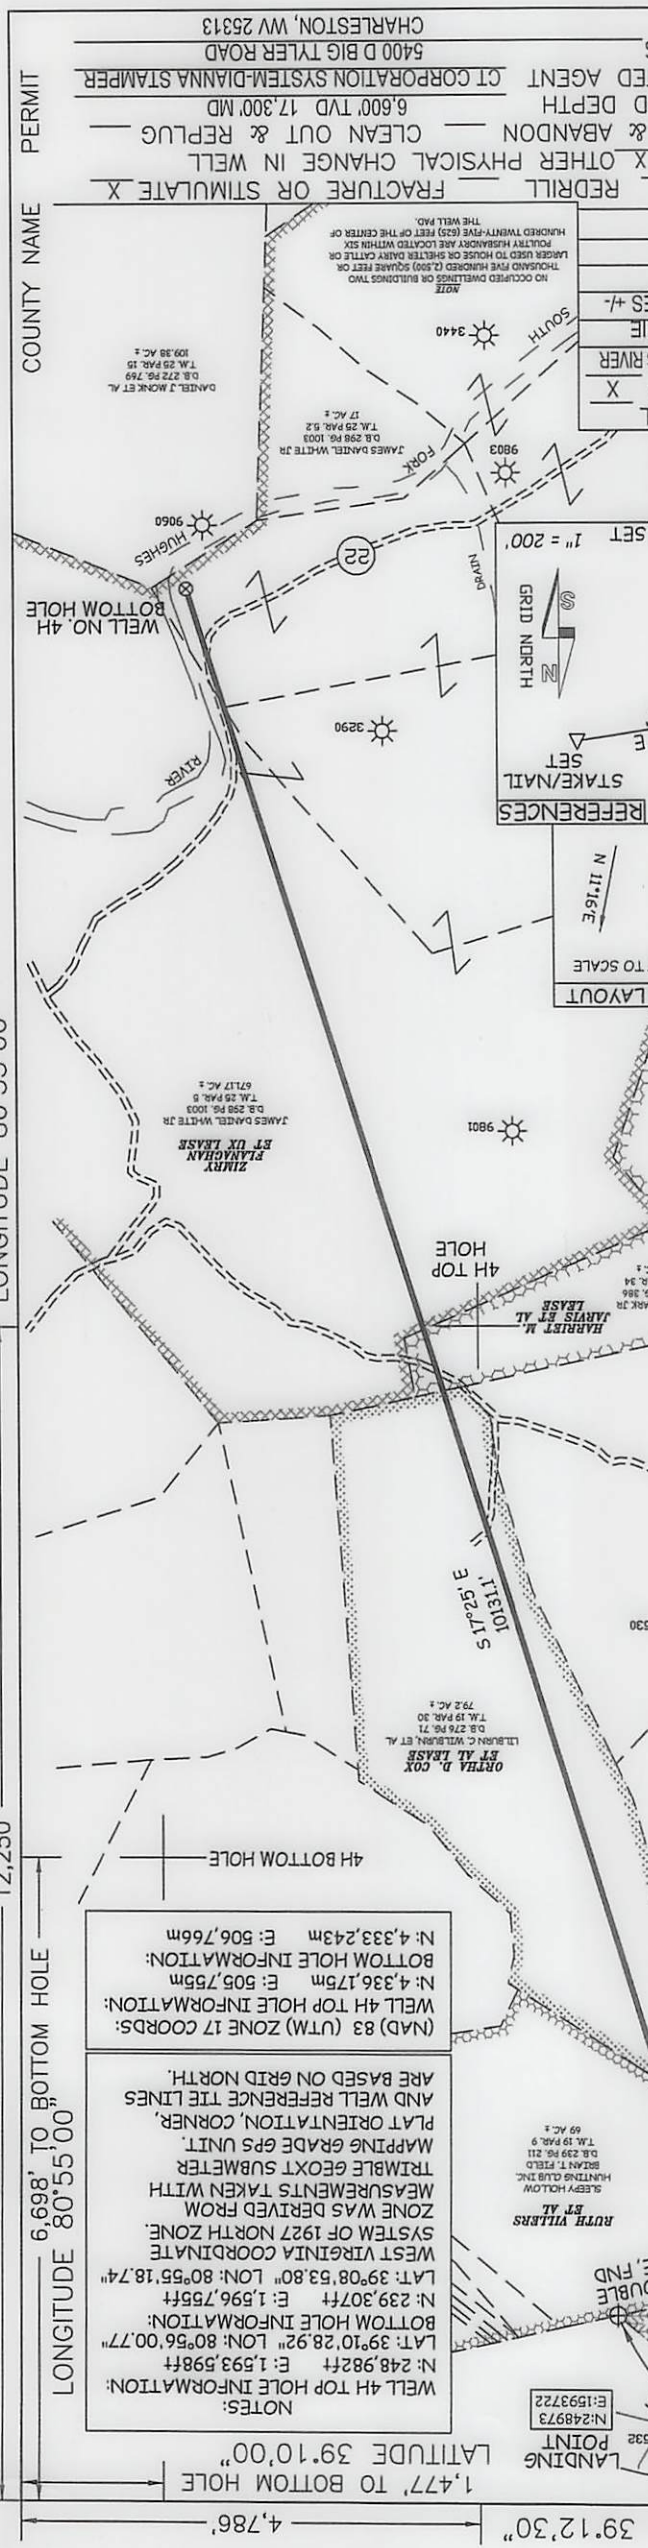 39°12'30"
4,786'
1,477' TO BOTTOM HOLE
LATITUDE 39°10'00"
LANDING
POINT
N:248973
E:1593722
532
, FND
NOTES:
WELL 4H TOP HOLE INFORMATION:
N: 248,982ft E: 1,593,598ft
LAT: 39°10'28.92" LON: 80°56'00.77"
BOTTOM HOLE INFORMATION:
N: 239,307ft E: 1,596,755ft
LAT: 39°08'53.80" LON: 80°55'18.74"
WEST VIRGINIA COORDINATE
SYSTEM OF 1927 NORTH ZONE.
ZONE WAS DERIVED FROM
MEASUREMENTS TAKEN WITH
TRIMBLE GEOXT SUBMETER
MAPPING GRADE GPS UNIT.
PLAT ORIENTATION, CORNER,
AND WELL REFERENCE TIE LINES
ARE BASED ON GRID NORTH.
(NAD) 83 (UTM) ZONE 17 COORDS:
WELL 4H TOP HOLE INFORMATION:
N: 4,336,175m E: 505,755m
BOTTOM HOLE INFORMATION:
N: 4,333,243m E: 506,766m
LONGITUDE 80°55'00"
6,698' TO BOTTOM HOLE
12,250'
RUTH VILLERS
ET AL
SLEEPY HOLLOW
HUNTING CLUB INC.
BRIAN T. FIELD
D.B. 239 PG. 211
T.M. 19 PAR. 9
69 AC. ±
4H BOTTOM HOLE
ORTHA D. COX
ET AL LEASE
LILBURN C. WILBURN, ET AL
D.B. 276 PG. 71
T.M. 19 PAR. 30
79.2 AC. ±
S 17°25' E
10131.1'
HARRIET M.
JARVIS ET AL
LEASE
4H TOP
HOLE
9801
ZIMRY
FLANAGHAN
ET UX LEASE
JAMES DANIEL WHITE JR
D.B. 298 PG. 1003
T.M. 25 PAR. 5
671.17 AC. ±
LAYOUT
TO SCALE
N 11°16'E
REFERENCES
STAKE/NAIL
SET
E
GRID NORTH
N
S
SET 1" = 200'
RIVER
3290
22
DRAIN
WELL NO. 4H
BOTTOM HOLE
HUGHES
9060
FORK
SOUTH
9803
3440
JAMES DANIEL WHITE JR
D.B. 298 PG. 1003
T.M. 25 PAR. 5.2
17 AC. ±
DANIEL J MONK ET AL
D.B. 272 PG. 769
T.M. 25 PAR 15
109.38 AC. ±
NOTE
NO OCCUPIED DWELLINGS OR BUILDINGS TWO
THOUSAND FIVE HUNDRED (2,500) SQUARE FEET OR
LARGER USED TO HOUSE OR SHELTER DAIRY CATTLE OR
POULTRY HUSBANDRY ARE LOCATED WITHIN SIX
HUNDRED TWENTY-FIVE (625) FEET OF THE CENTER OF
THE WELL PAD.
X
RIVER
+/-
REDRILL FRACTURE OR STIMULATE X
X OTHER PHYSICAL CHANGE IN WELL
& ABANDON CLEAN OUT & REPLUG
DEPTH 6,600' TVD 17,300' MD
AGENT CT CORPORATION SYSTEM-DIANNA STAMPER
5400 D BIG TYLER ROAD
CHARLESTON, WV 25313
COUNTY NAME
PERMIT